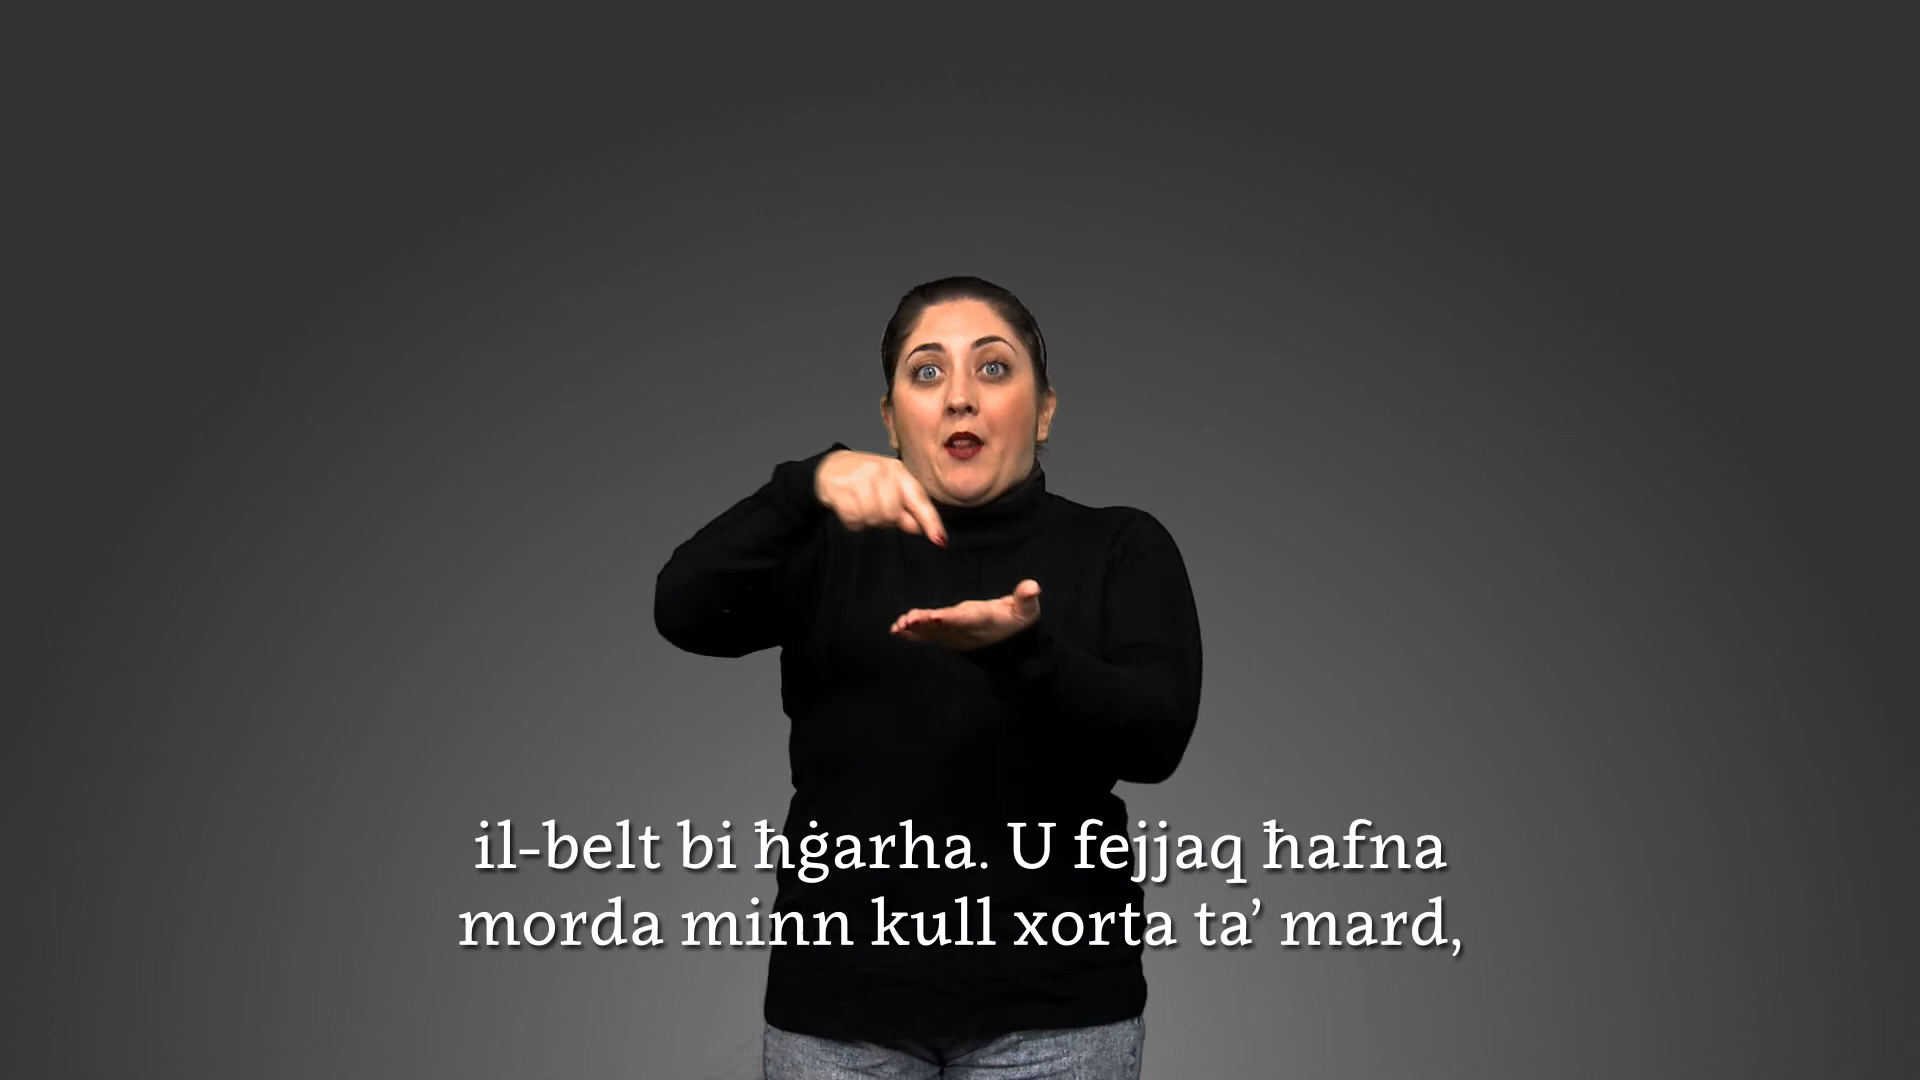 il-belt bi ħġarha. U fejjaq ħafna
morda minn kull xorta ta’ mard,